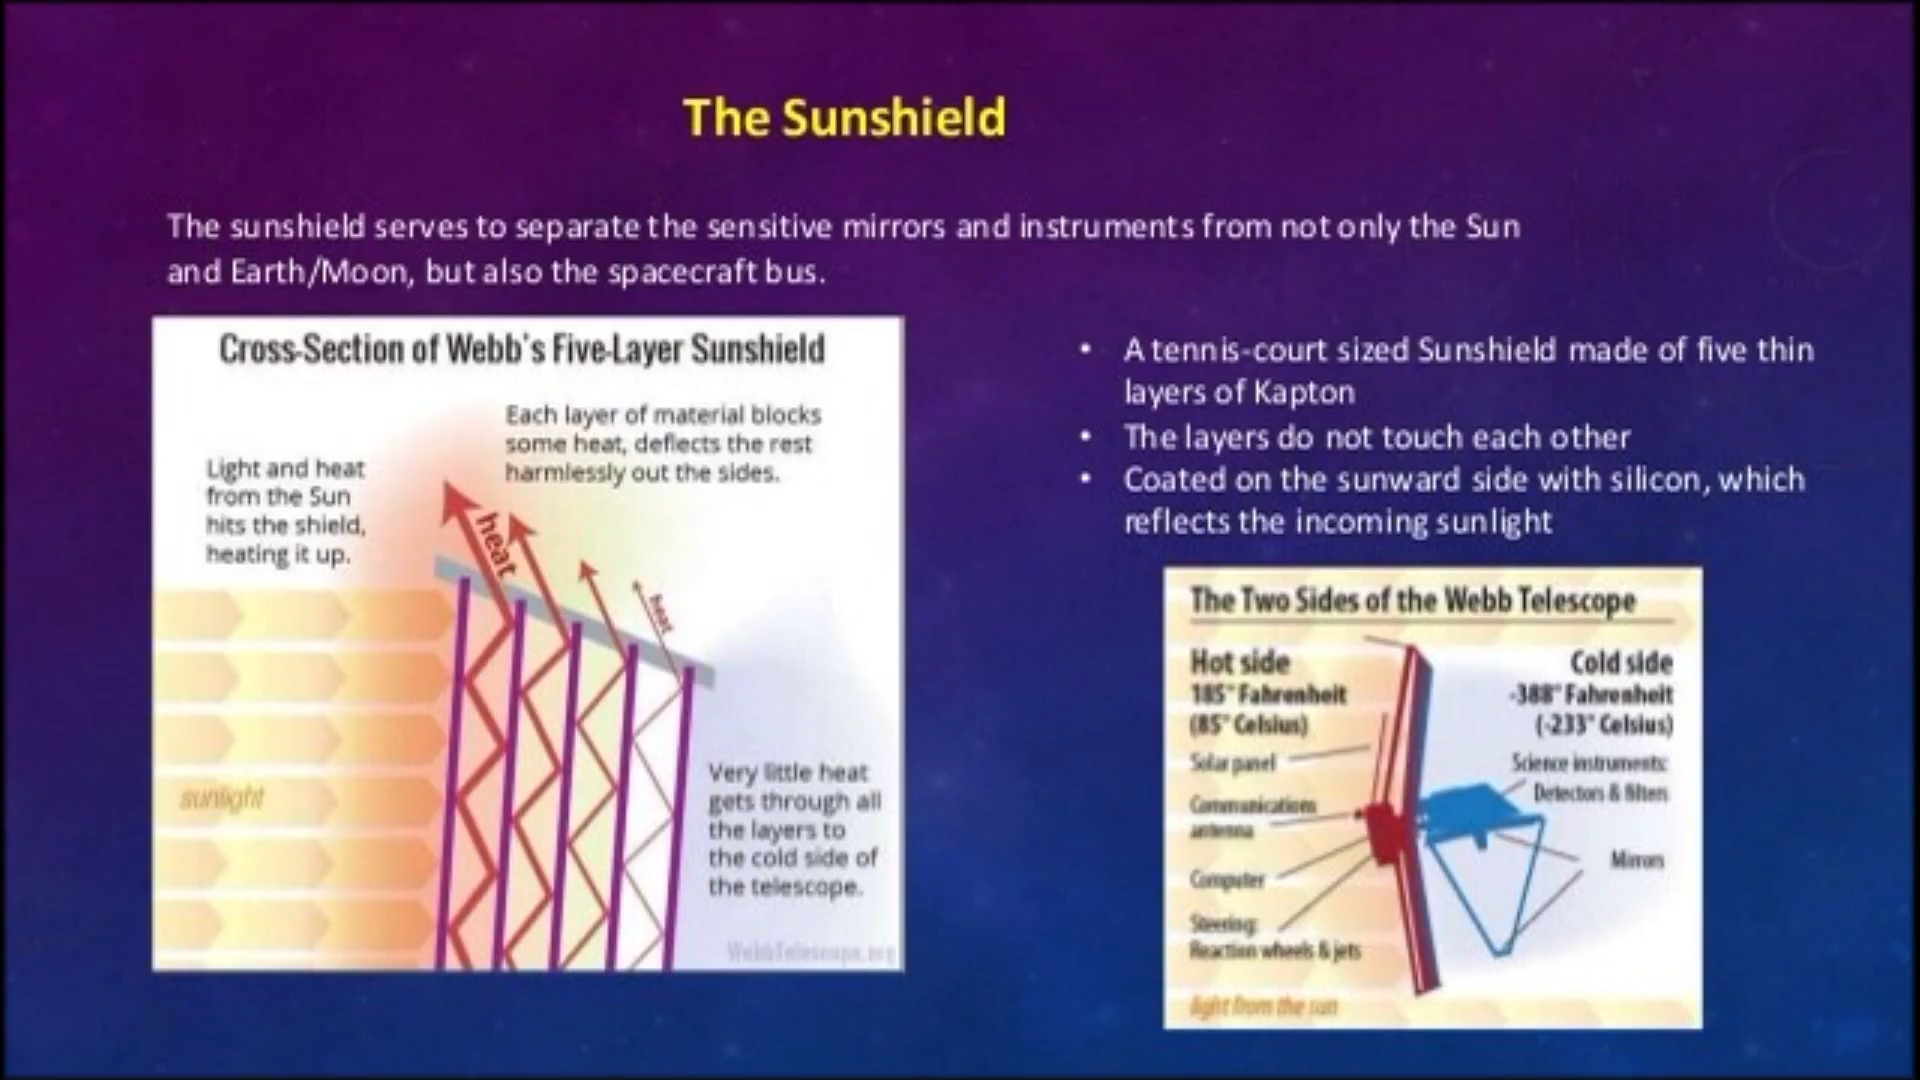 The Sunshield
The sunshield serves to separate the sensitive mirrors and instruments from not only the Sun
and Earth/Moon, but also the spacecraft bus.
Cross-Section of Webb's Five-Layer Sunshield
Each layer of material blocks
some heat, deflects the rest
harmlessly out the sides.
Light and heat
from the Sun
hits the shield,
heating it up.
heat
heat
sunlight
Very little heat
gets through all
the layers to
the cold side of
the telescope.
WebbTelescope.org
• A tennis-court sized Sunshield made of five thin
layers of Kapton
• The layers do not touch each other
• Coated on the sunward side with silicon, which
reflects the incoming sunlight
The Two Sides of the Webb Telescope
Hot side
185° Fahrenheit
(85° Celsius)
Cold side
-388° Fahrenheit
(-233° Celsius)
Solar panel
Communications
antenna
Computer
Steering:
Reaction wheels & jets
Science instruments:
Detectors & filters
Mirrors
light from the sun